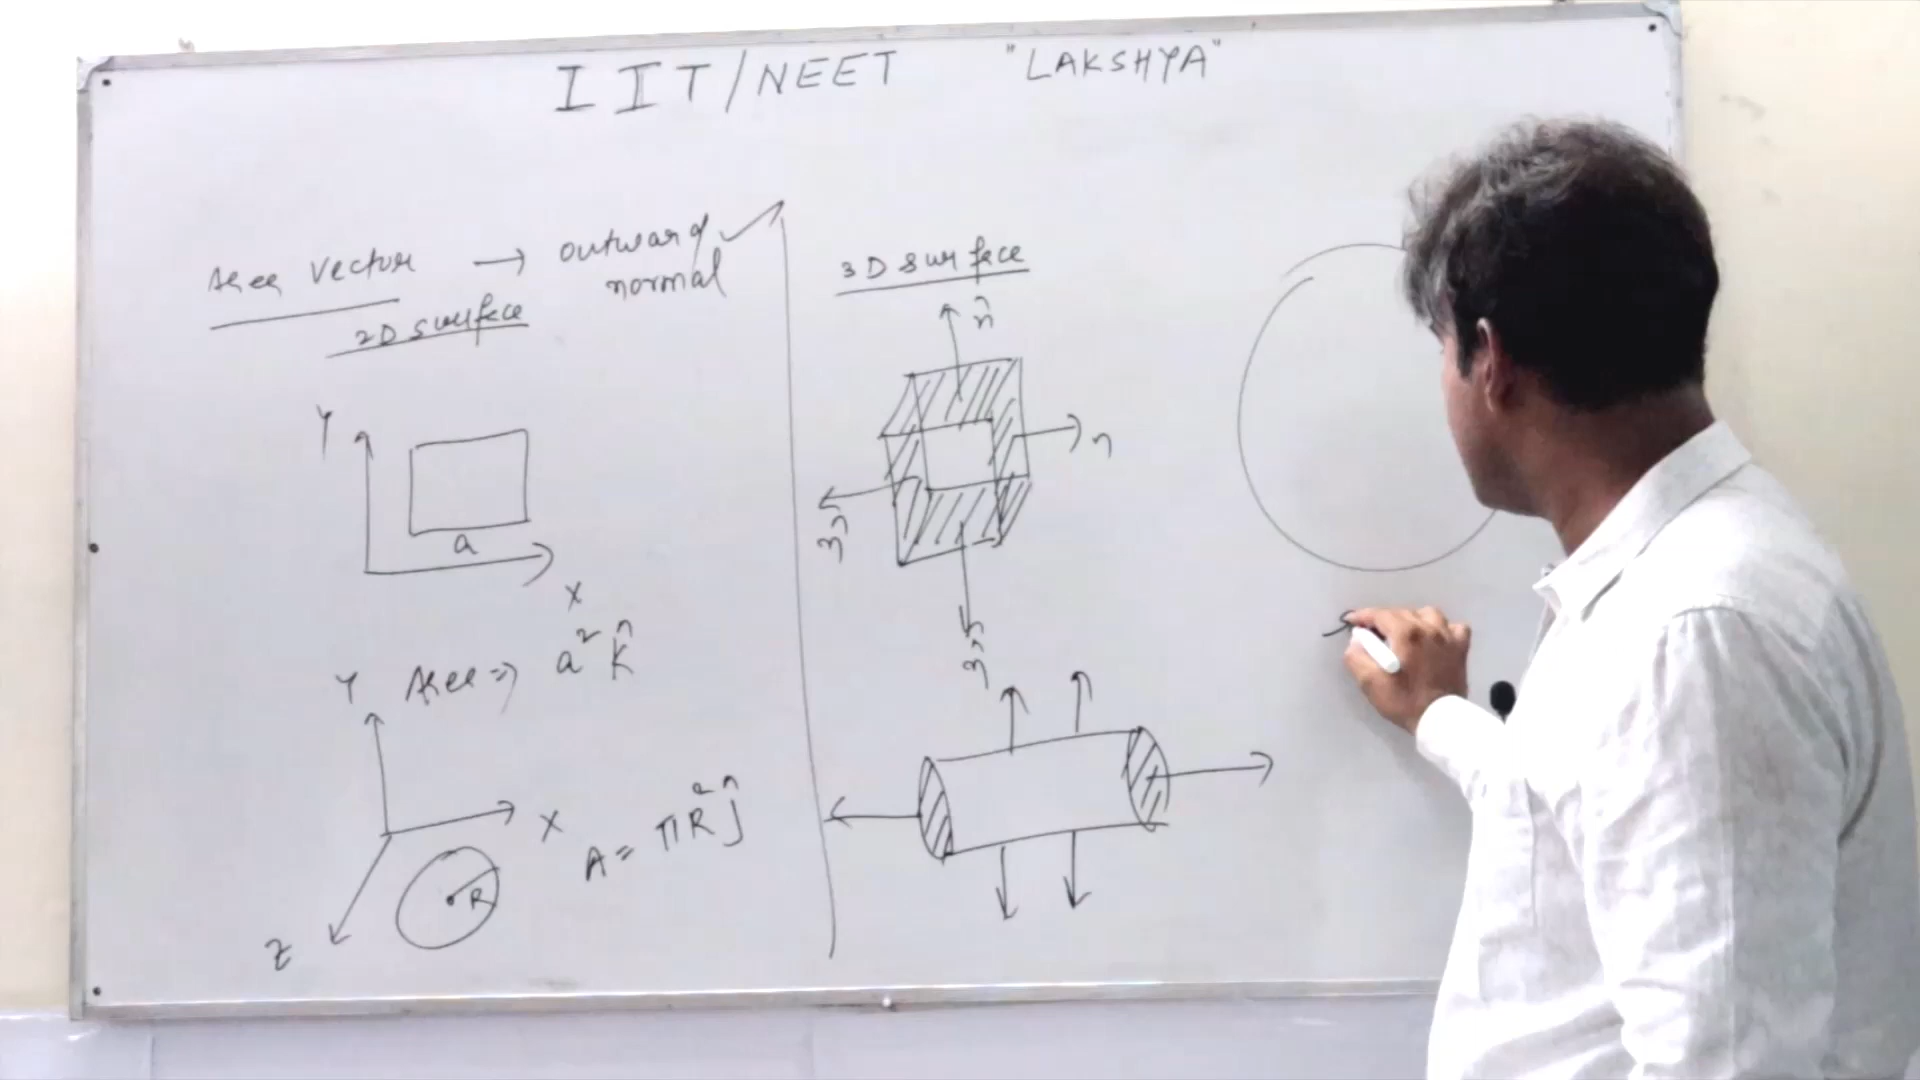 IIT/NEET "LAKSHYA"
Area Vector → outward normal
2D surface
Y
a
X
Area ⇒ a² k̂
Y
X
Z
R
A = πR² ĵ
3D surface
n̂
n
n̂
n̂